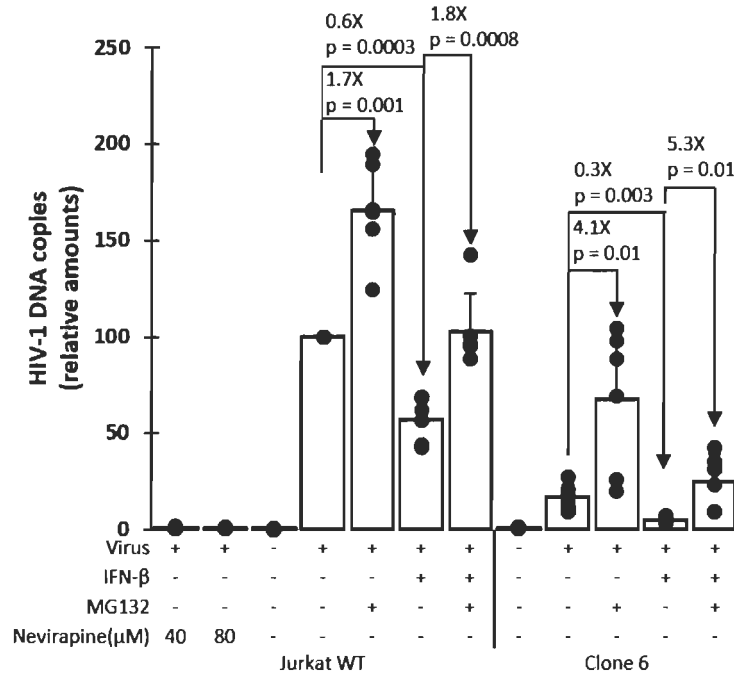 0.6X
p = 0.0003
1.8X
p = 0.0008
1.7X
p = 0.001
5.3X
p = 0.01
0.3X
p = 0.003
4.1X
p = 0.01
HIV-1 DNA copies
(relative amounts)
250
200
150
100
50
0
Virus + + - + + + + - + + + +
IFN-β - - - - - + + - - - + +
MG132 - - - - + - + - - + - +
Nevirapine(μM) 40 80 - - - - - - - - - -
Jurkat WT Clone 6